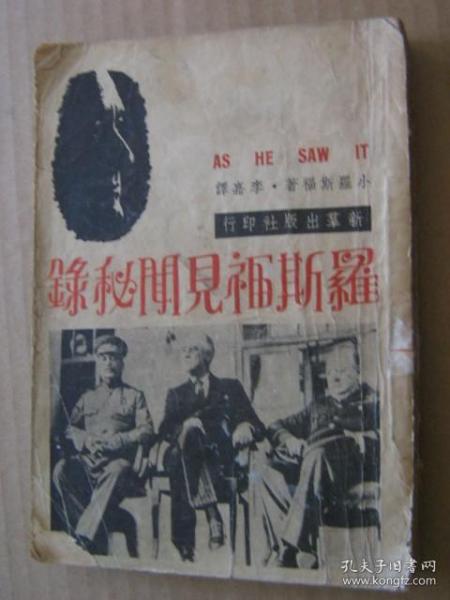 AS HE SAW IT
小羅斯福著・李嘉譯
新羣出版社印行
羅斯福見聞秘錄
孔夫子旧书网
www.kongfz.com